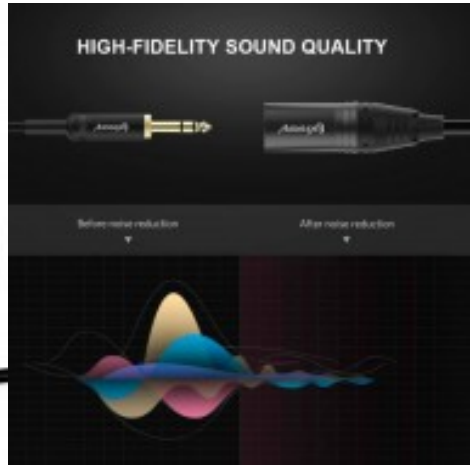 HIGH-FIDELITY SOUND QUALITY
Before noise reduction
After noise reduction